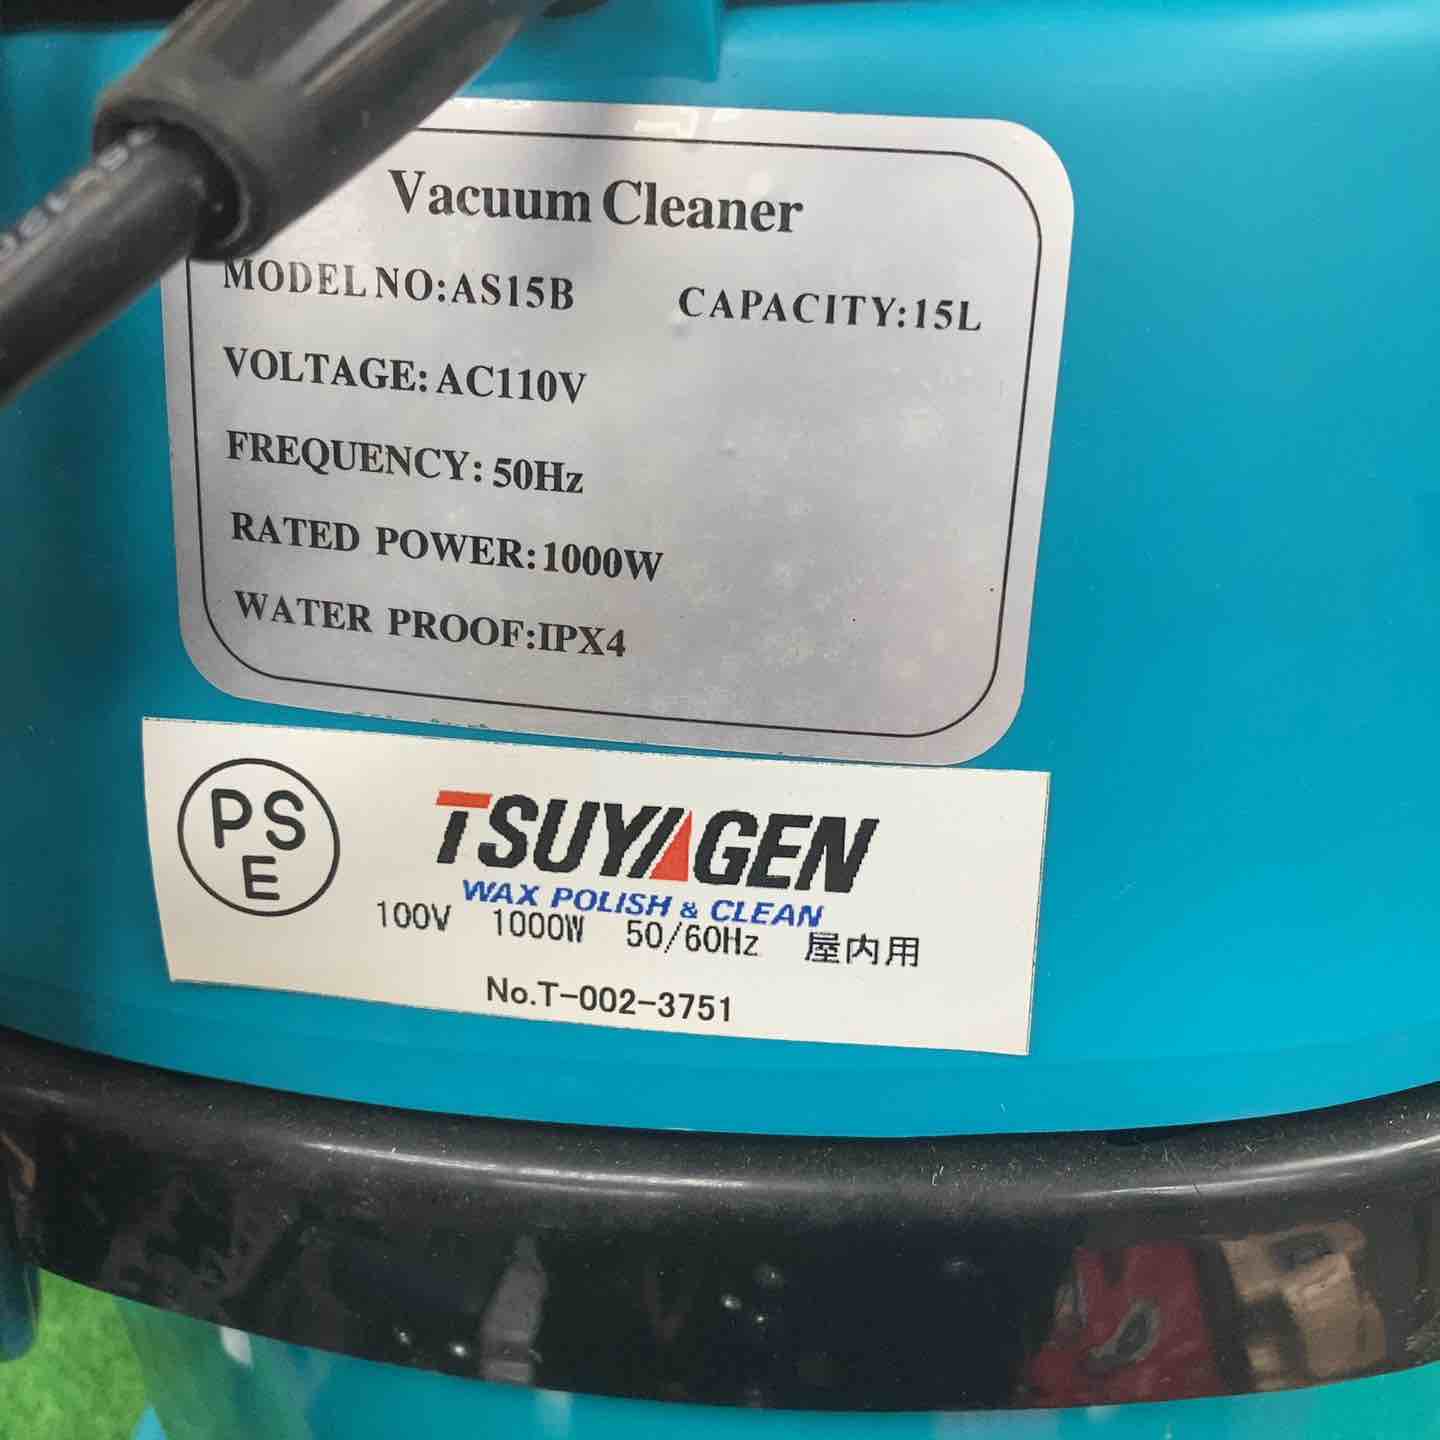 Vacuum Cleaner
MODEL NO:AS15B CAPACITY:15L
VOLTAGE: AC110V
FREQUENCY: 50Hz
RATED POWER:1000W
WATER PROOF:IPX4
PS
E
TSUYAGEN
WAX POLISH & CLEAN
100V 1000W 50/60Hz 屋内用
No.T-002-3751